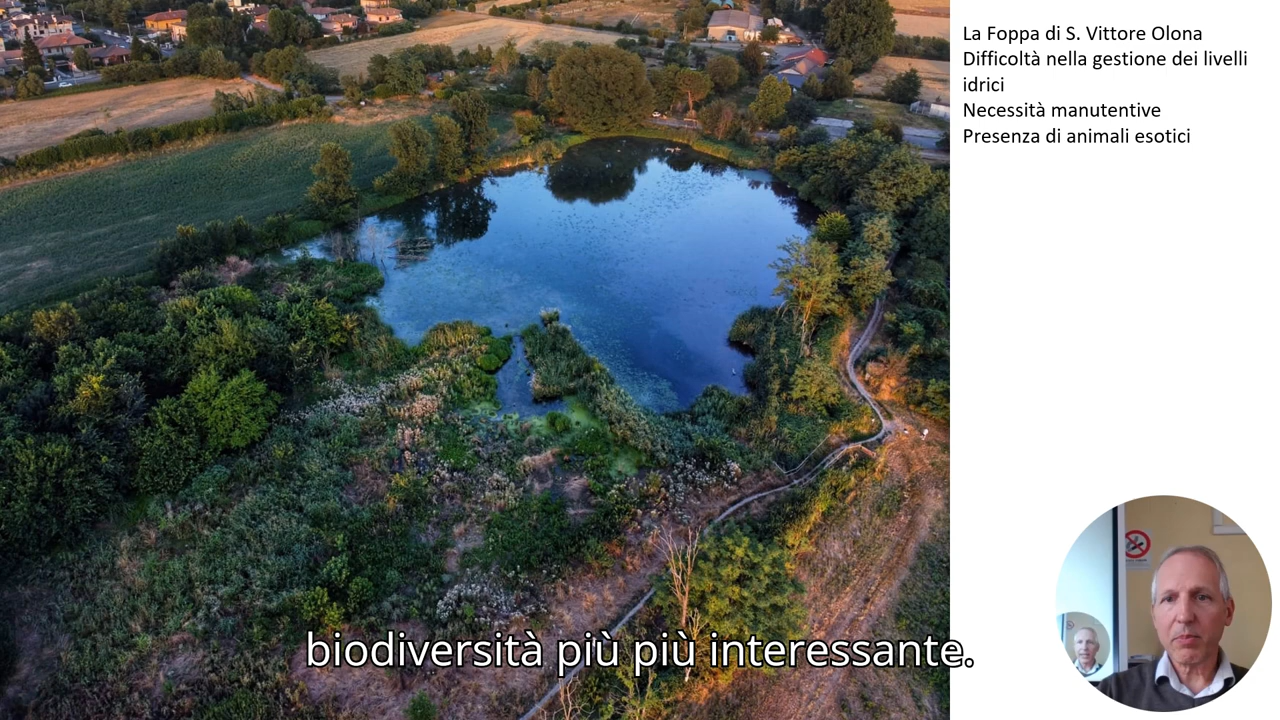 La Foppa di S. Vittore Olona
Difficoltà nella gestione dei livelli
idrici
Necessità manutentive
Presenza di animali esotici
biodiversità più più interessante.